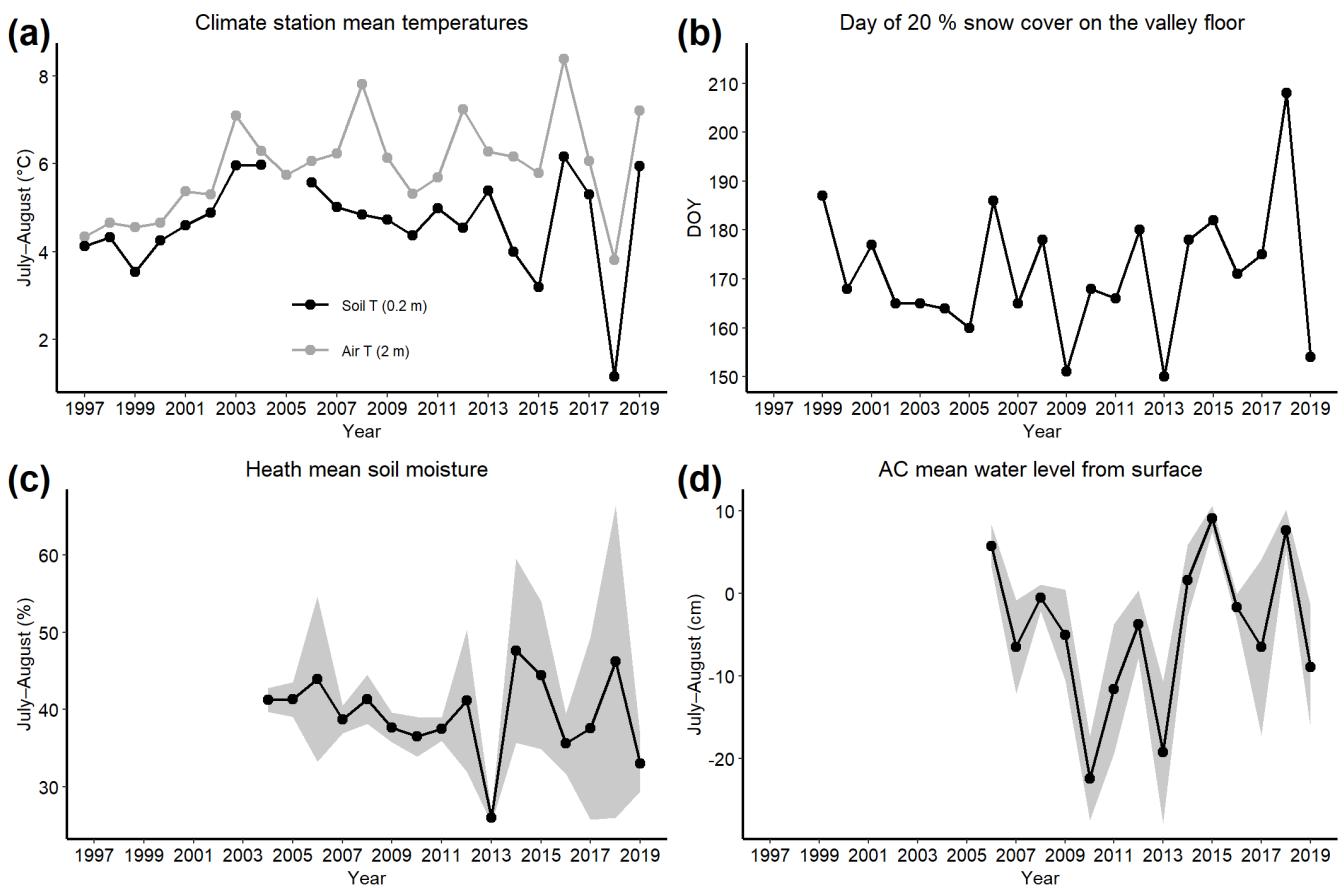 (a)
Climate station mean temperatures
July–August (°C)
8
6
4
2
Soil T (0.2 m)
Air T (2 m)
1997 1999 2001 2003 2005 2007 2009 2011 2013 2015 2017 2019
Year
(b)
Day of 20 % snow cover on the valley floor
DOY
210
200
190
180
170
160
150
1997 1999 2001 2003 2005 2007 2009 2011 2013 2015 2017 2019
Year
(c)
Heath mean soil moisture
July–August (%)
60
50
40
30
1997 1999 2001 2003 2005 2007 2009 2011 2013 2015 2017 2019
Year
(d)
AC mean water level from surface
July–August (cm)
10
0
-10
-20
1997 1999 2001 2003 2005 2007 2009 2011 2013 2015 2017 2019
Year